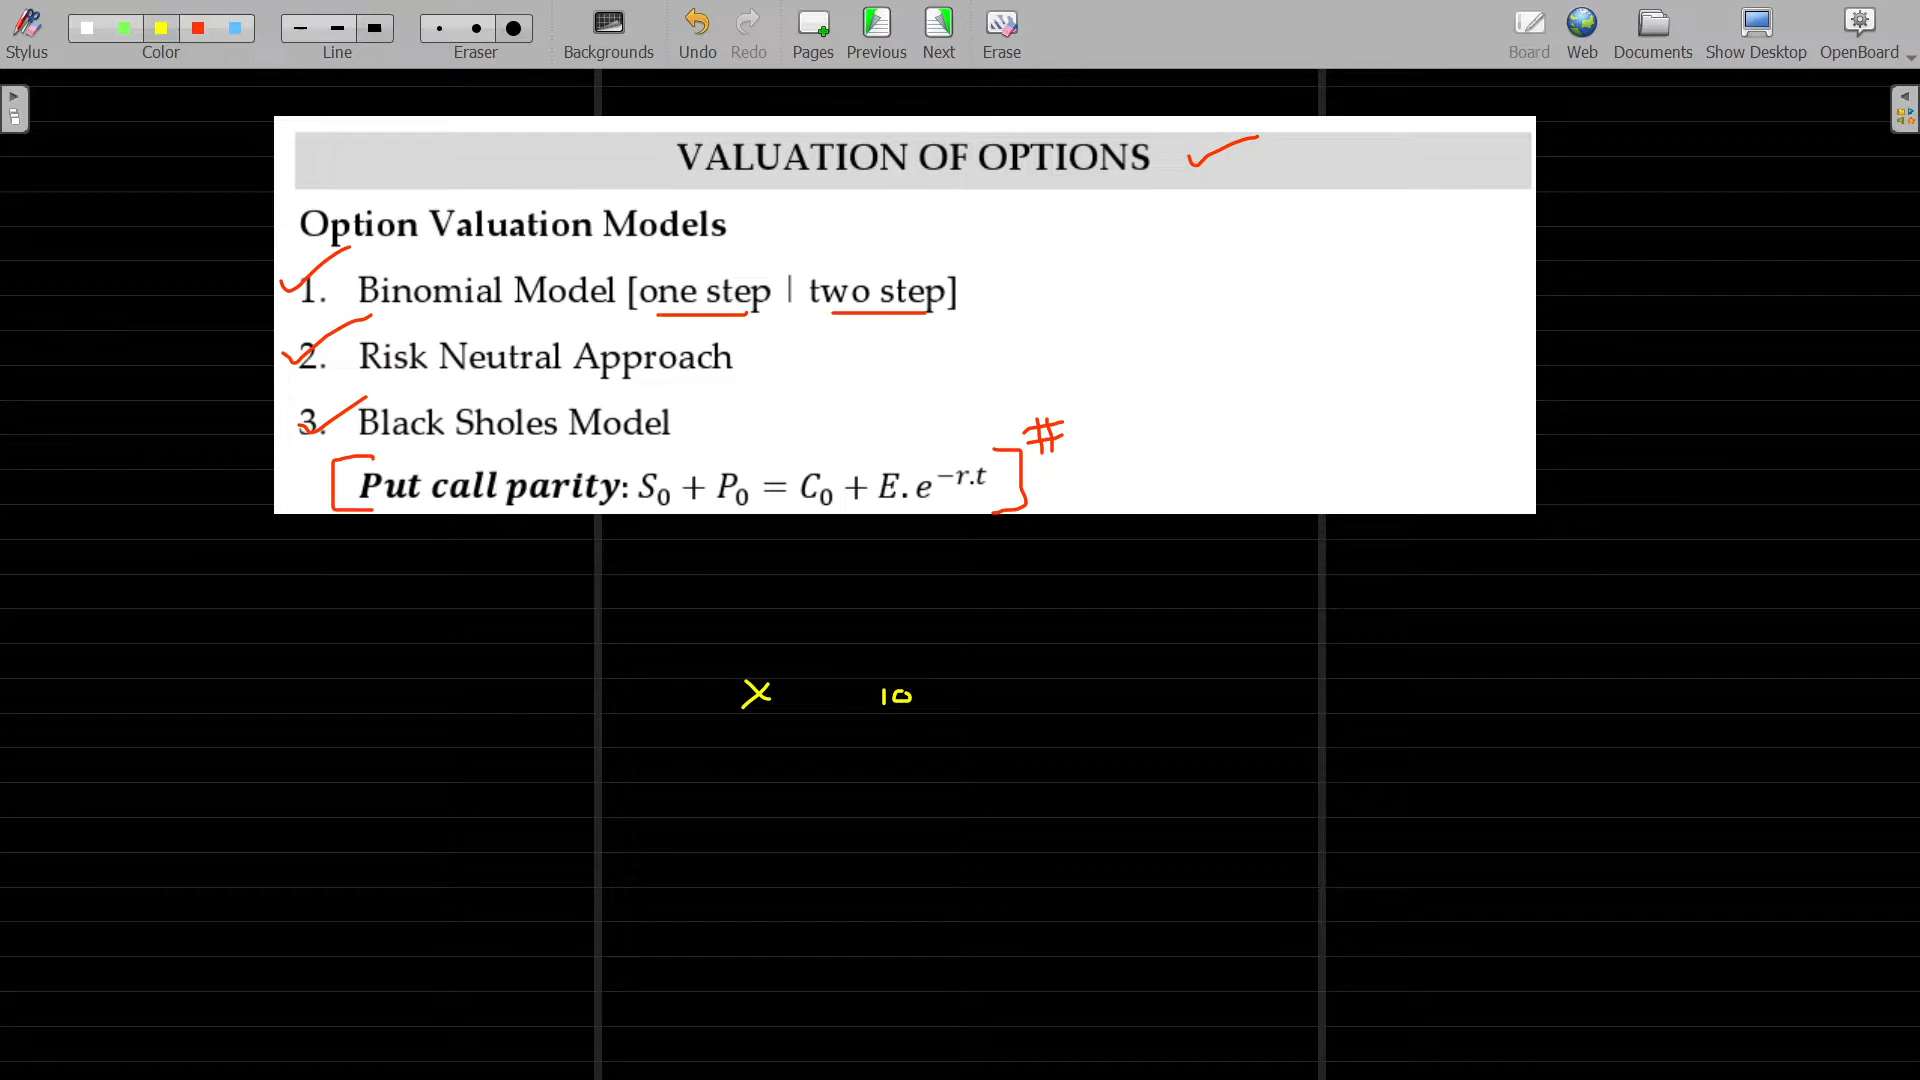 Stylus Color Line Eraser Backgrounds Undo Redo Pages Previous Next Erase Board Web Documents Show Desktop OpenBoard
VALUATION OF OPTIONS
Option Valuation Models
1. Binomial Model [one step | two step]
2. Risk Neutral Approach
3. Black Sholes Model
#
Put call parity: S₀ + P₀ = C₀ + E. e^{−r.t}
X 10